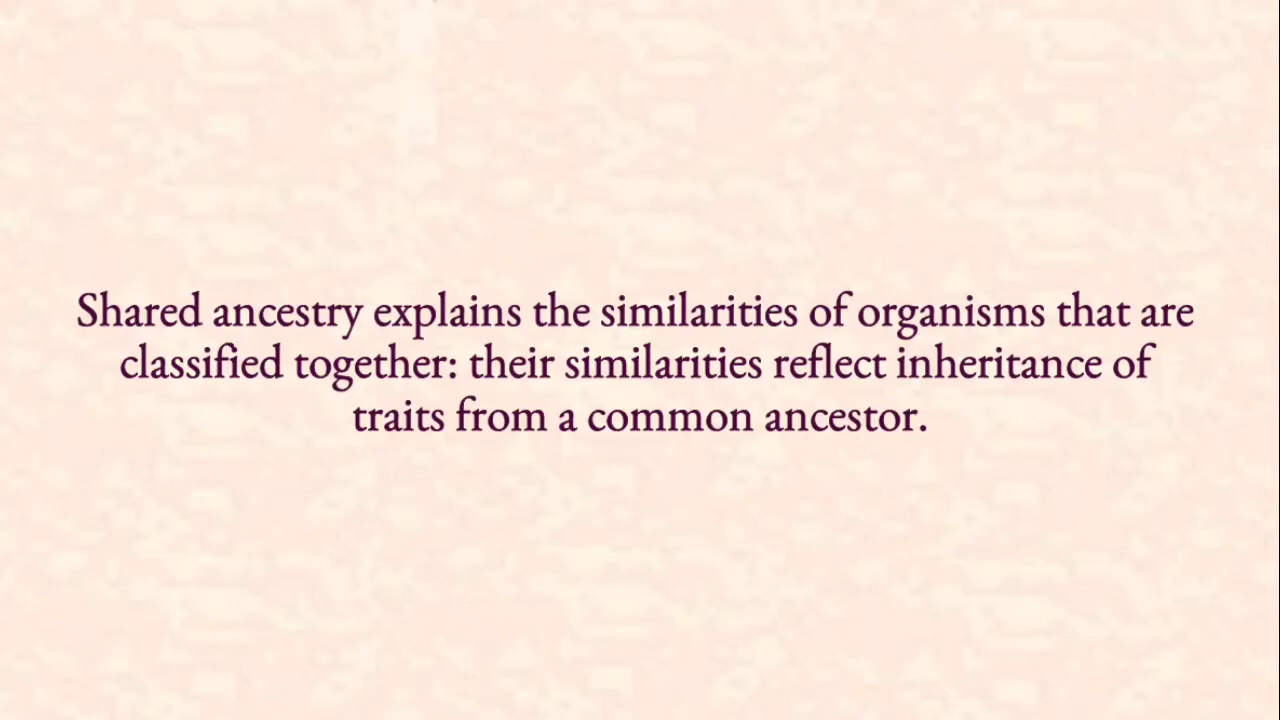 Shared ancestry explains the similarities of organisms that are
classified together: their similarities reflect inheritance of
traits from a common ancestor.